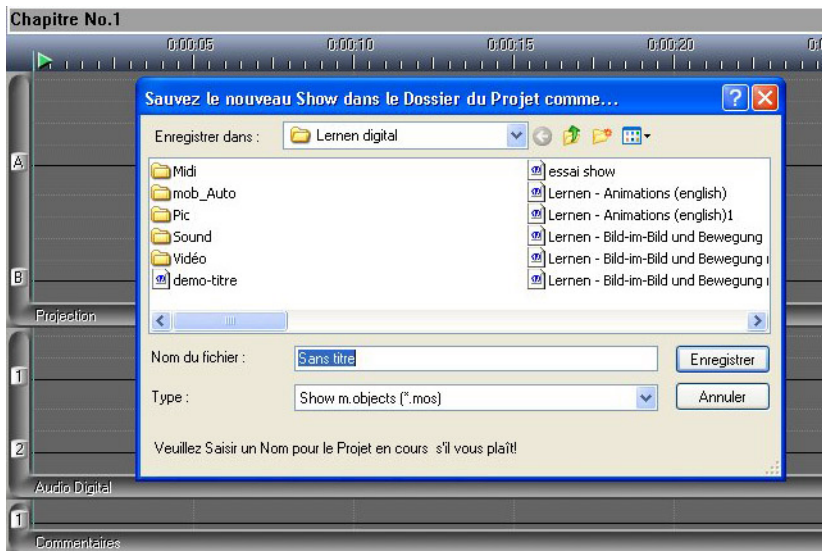 Chapitre No.1
0:00:05 0:00:10 0:00:15 0:00:20
Sauvez le nouveau Show dans le Dossier du Projet comme...
Enregistrer dans : Lernen digital
A
Midi
mob_Auto
Pic
Sound
Vidéo
demo-titre
essai show
Lernen - Animations (english)
Lernen - Animations (english)1
Lernen - Bild-im-Bild und Bewegung
Lernen - Bild-im-Bild und Bewegung
Lernen - Bild-im-Bild und Bewegung
B
Projection
Nom du fichier : Sans titre Enregistrer
1
Type : Show m.objects (*.mos) Annuler
2
Veuillez Saisir un Nom pour le Projet en cours s'il vous plaît!
Audio Digital
1
Commentaires